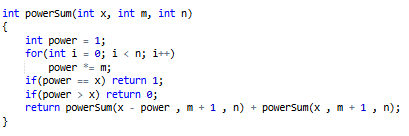 int powerSum(int x, int m, int n)
{
    int power = 1;
    for(int i = 0; i < n; i++)
        power *= m;
    if(power == x) return 1;
    if(power > x) return 0;
    return powerSum(x - power , m + 1 , n) + powerSum(x , m + 1 , n);
}